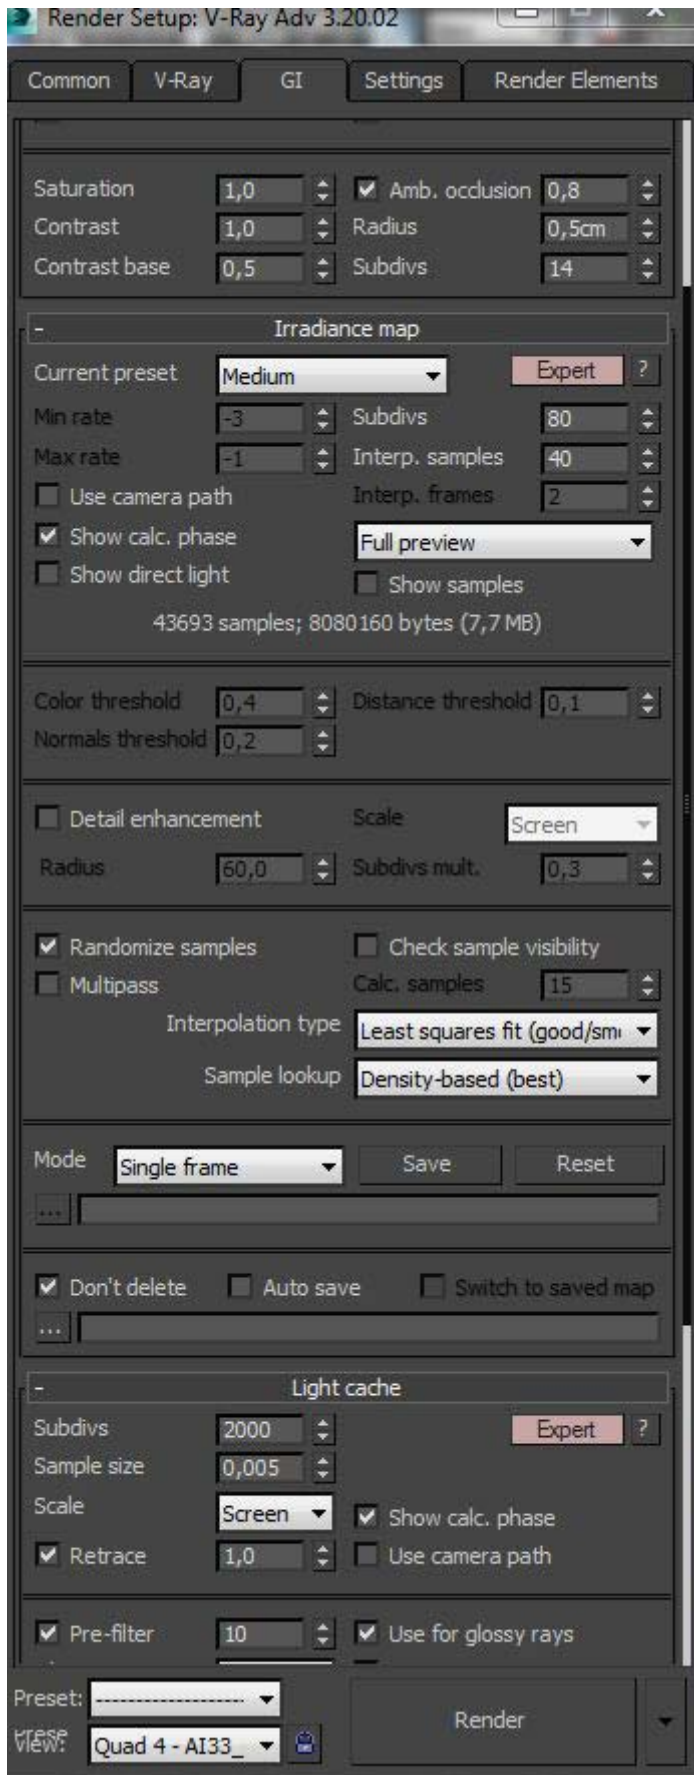 Render Setup: V-Ray Adv 3.20.02
Common V-Ray GI Settings Render Elements
Saturation 1,0 Amb. occlusion 0,8
Contrast 1,0 Radius 0,5cm
Contrast base 0,5 Subdivs 14
- Irradiance map
Current preset Medium Expert ?
Min rate -3 Subdivs 80
Max rate -1 Interp. samples 40
Use camera path Interp. frames 2
Show calc. phase Full preview
Show direct light Show samples
43693 samples; 8080160 bytes (7,7 MB)
Color threshold 0,4 Distance threshold 0,1
Normals threshold 0,2
Detail enhancement Scale Screen
Radius 60,0 Subdivs mult. 0,3
Randomize samples Check sample visibility
Multipass Calc. samples 15
Interpolation type Least squares fit (good/smo
Sample lookup Density-based (best)
Mode Single frame Save Reset
...
Don't delete Auto save Switch to saved map
...
- Light cache
Subdivs 2000 Expert ?
Sample size 0,005
Scale Screen Show calc. phase
Retrace 1,0 Use camera path
Pre-filter 10 Use for glossy rays
Preset: --------------------
Render
View: Quad 4 - AI33_